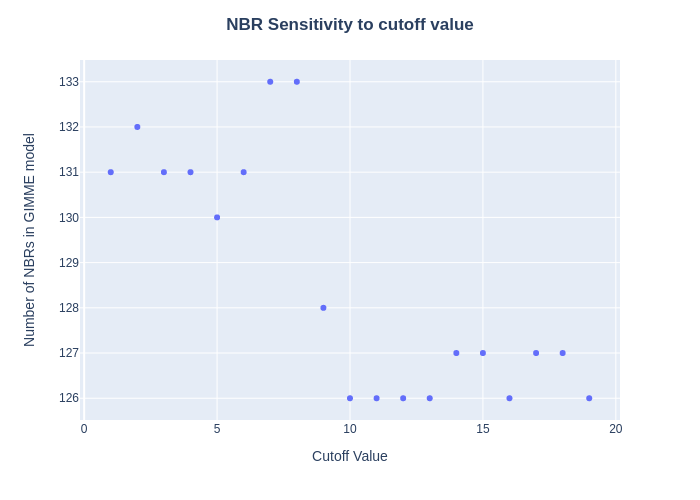 NBR Sensitivity to cutoff value
Number of NBRs in GIMME model
133
132
131
130
129
128
127
126
0 5 10 15 20
Cutoff Value